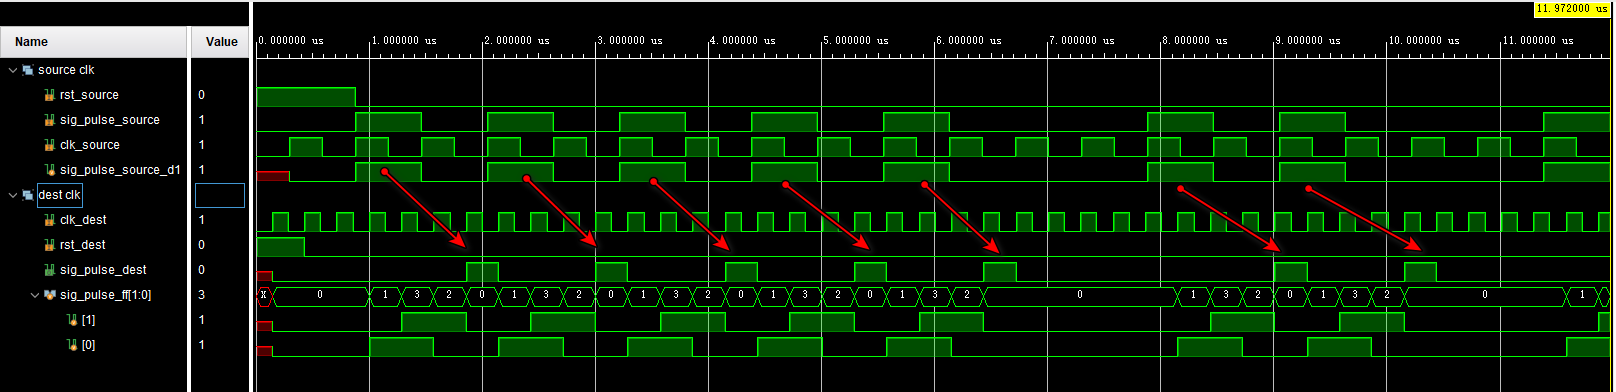 11.972000 us
Name Value
0.000000 us 1.000000 us 2.000000 us 3.000000 us 4.000000 us 5.000000 us 6.000000 us 7.000000 us 8.000000 us 9.000000 us 10.000000 us 11.000000 us
source clk
rst_source 0
sig_pulse_source 1
clk_source 1
sig_pulse_source_d1 1
dest clk
clk_dest 1
rst_dest 0
sig_pulse_dest 0
sig_pulse_ff[1:0] 3 X 0 1 3 2 0 1 3 2 0 1 3 2 0 1 3 2 0 1 3 2 0 1 3 2 0 1 3 2 0 1
[1] 1
[0] 1